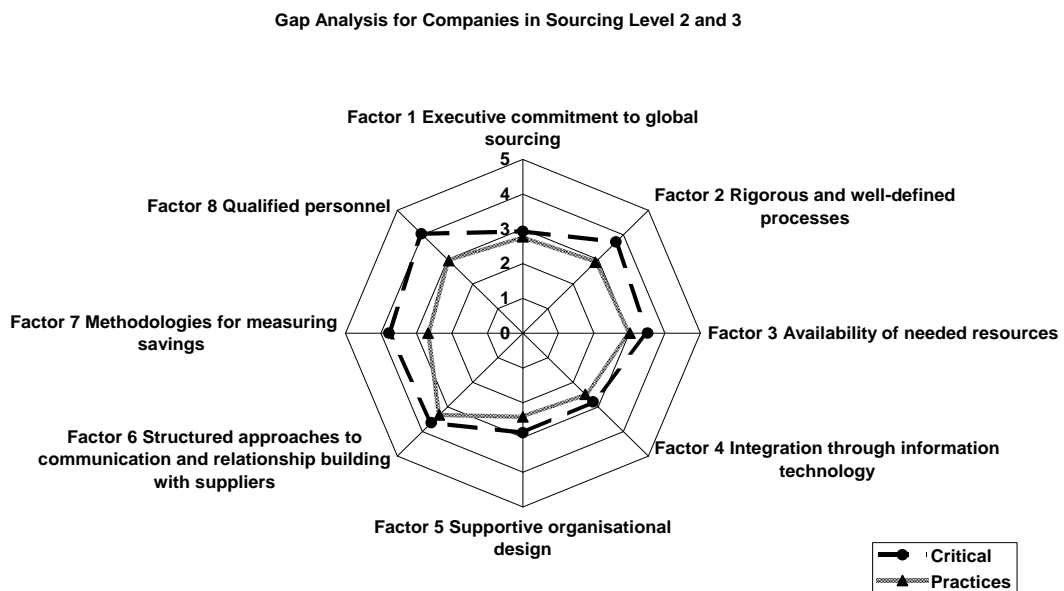 Gap Analysis for Companies in Sourcing Level 2 and 3
Factor 1 Executive commitment to global
sourcing
5
4
3
2
1
0
Factor 2 Rigorous and well-defined
processes
Factor 3 Availability of needed resources
Factor 4 Integration through information
technology
Factor 5 Supportive organisational
design
Factor 6 Structured approaches to
communication and relationship building
with suppliers
Factor 7 Methodologies for measuring
savings
Factor 8 Qualified personnel
Critical
Practices